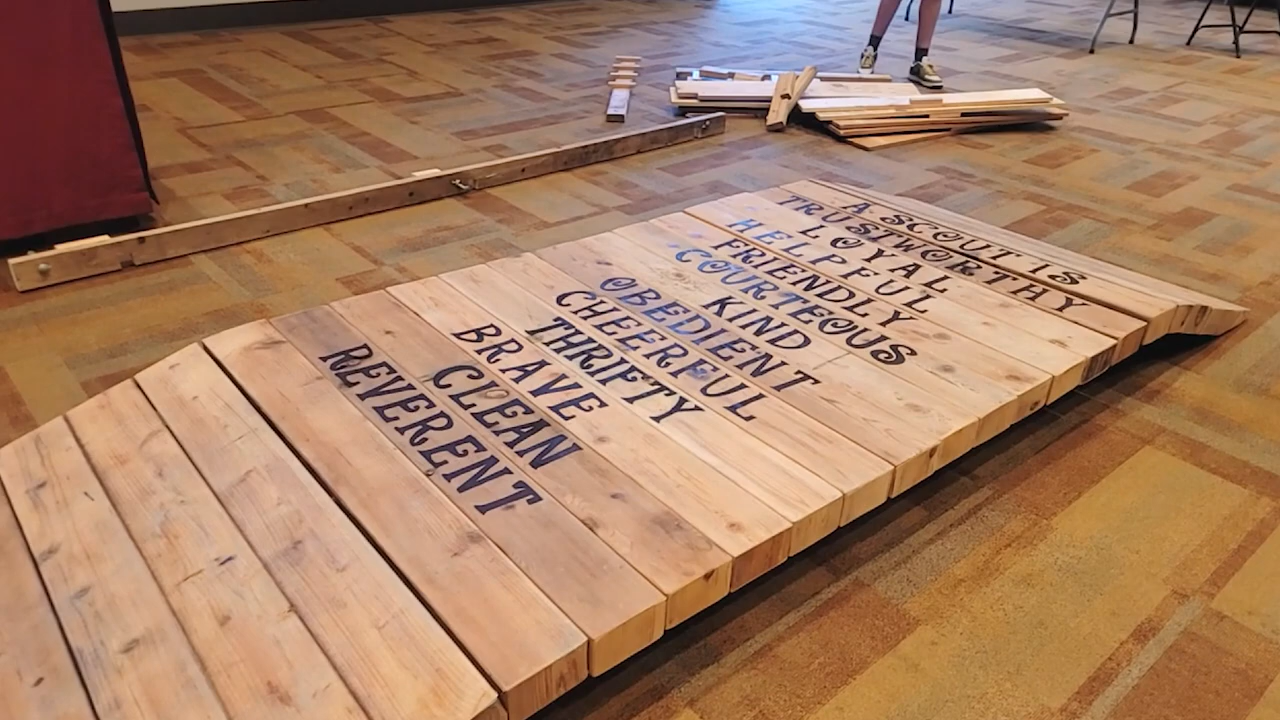 A SCOUT IS
TRUSTWORTHY
LOYAL
HELPFUL
FRIENDLY
COURTEOUS
KIND
OBEDIENT
CHEERFUL
THRIFTY
BRAVE
CLEAN
REVERENT